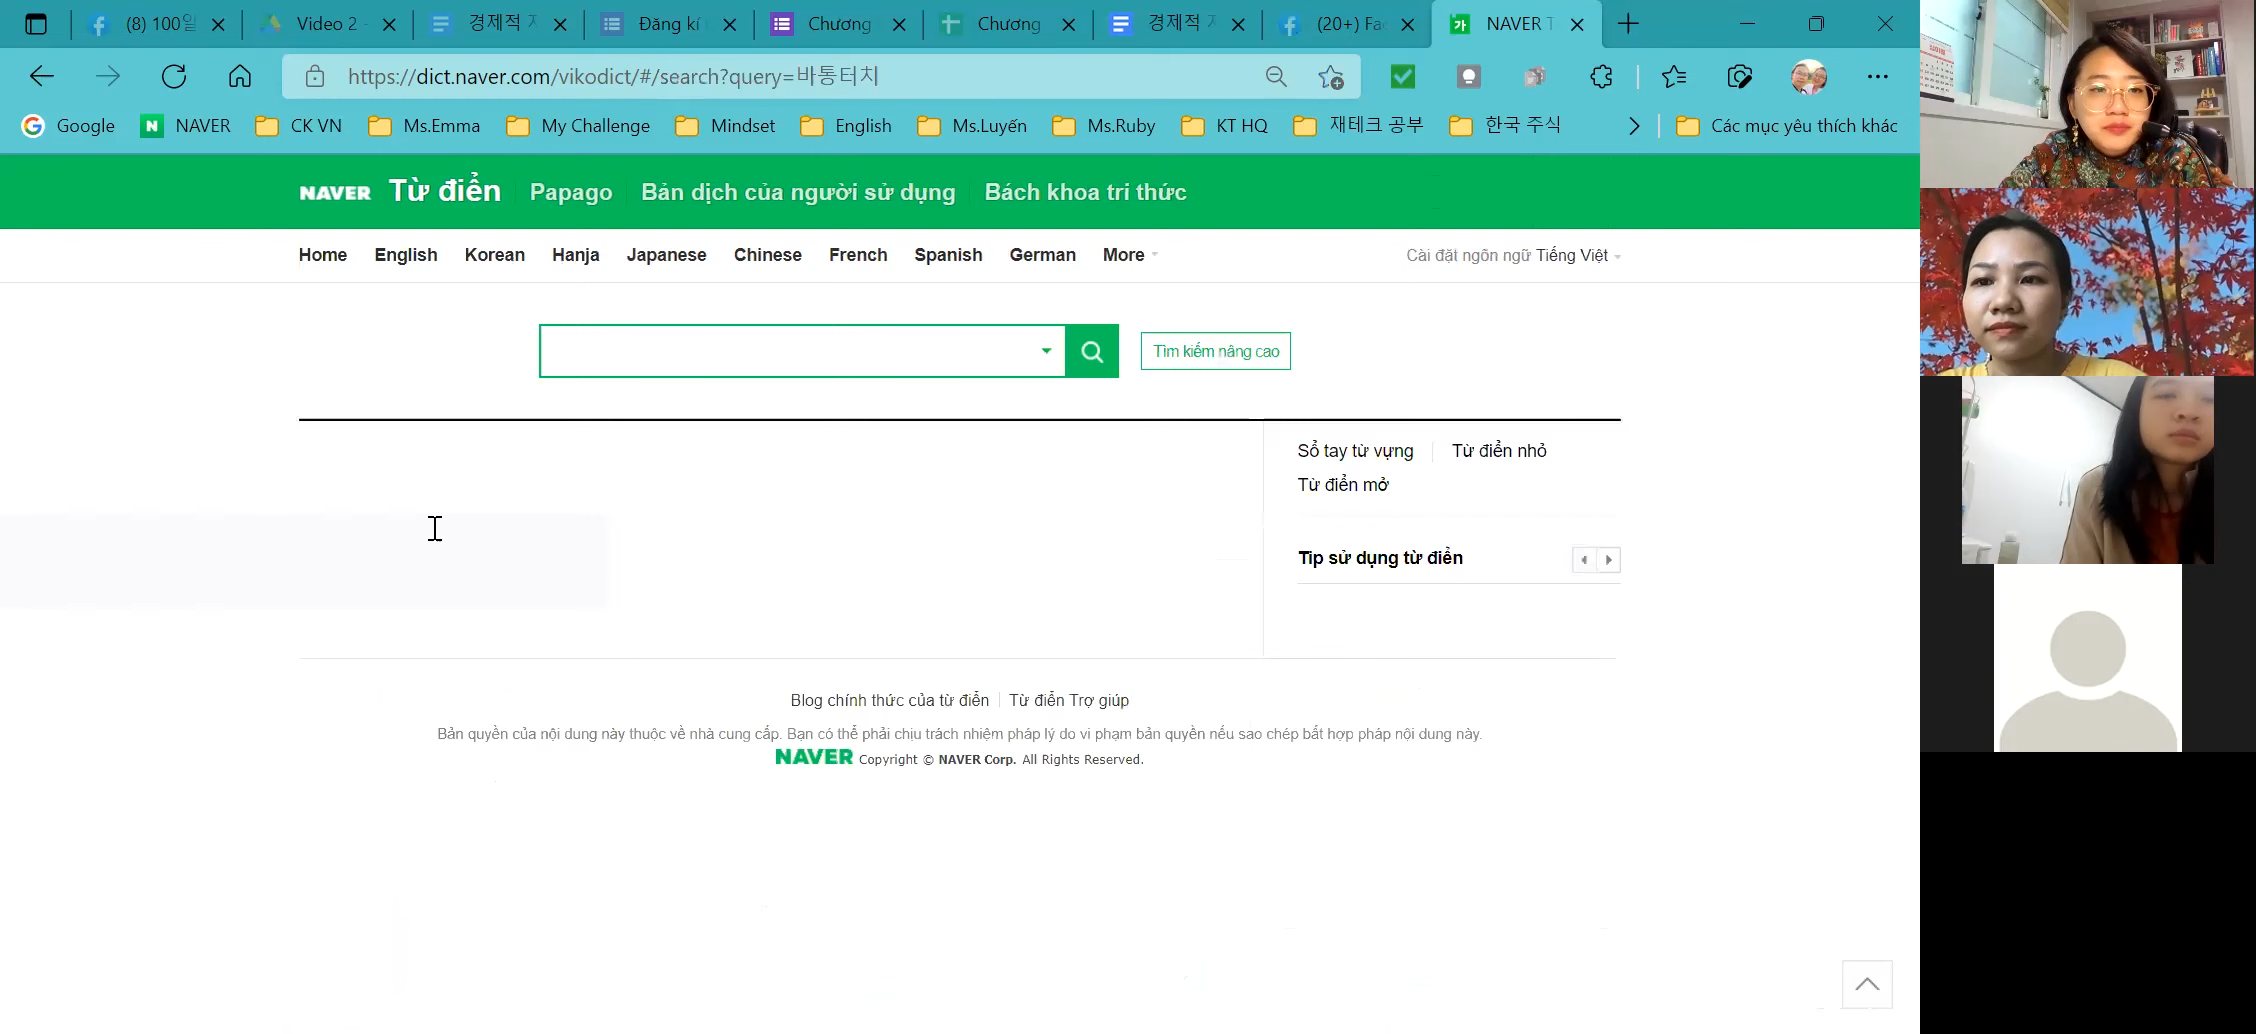 (8) 100일 Video 2 - 경제적 ㅈ Đăng kí Chương Chương 경제적 ㅈ (20+) Fac NAVER T
https://dict.naver.com/vikodict/#/search?query=바통터치
Google NAVER CK VN Ms.Emma My Challenge Mindset English Ms.Luyến Ms.Ruby KT HQ 재테크 공부 한국 주식 Các mục yêu thích khác
NAVER Từ điển Papago Bản dịch của người sử dụng Bách khoa tri thức
Home English Korean Hanja Japanese Chinese French Spanish German More Cài đặt ngôn ngữ Tiếng Việt
Tìm kiếm nâng cao
Sổ tay từ vựng Từ điển nhỏ
Từ điển mở
Tip sử dụng từ điển
Blog chính thức của từ điển Từ điển Trợ giúp
Bản quyền của nội dung này thuộc về nhà cung cấp. Bạn có thể phải chịu trách nhiệm pháp lý do vi phạm bản quyền nếu sao chép bất hợp pháp nội dung này.
NAVER Copyright © NAVER Corp. All Rights Reserved.